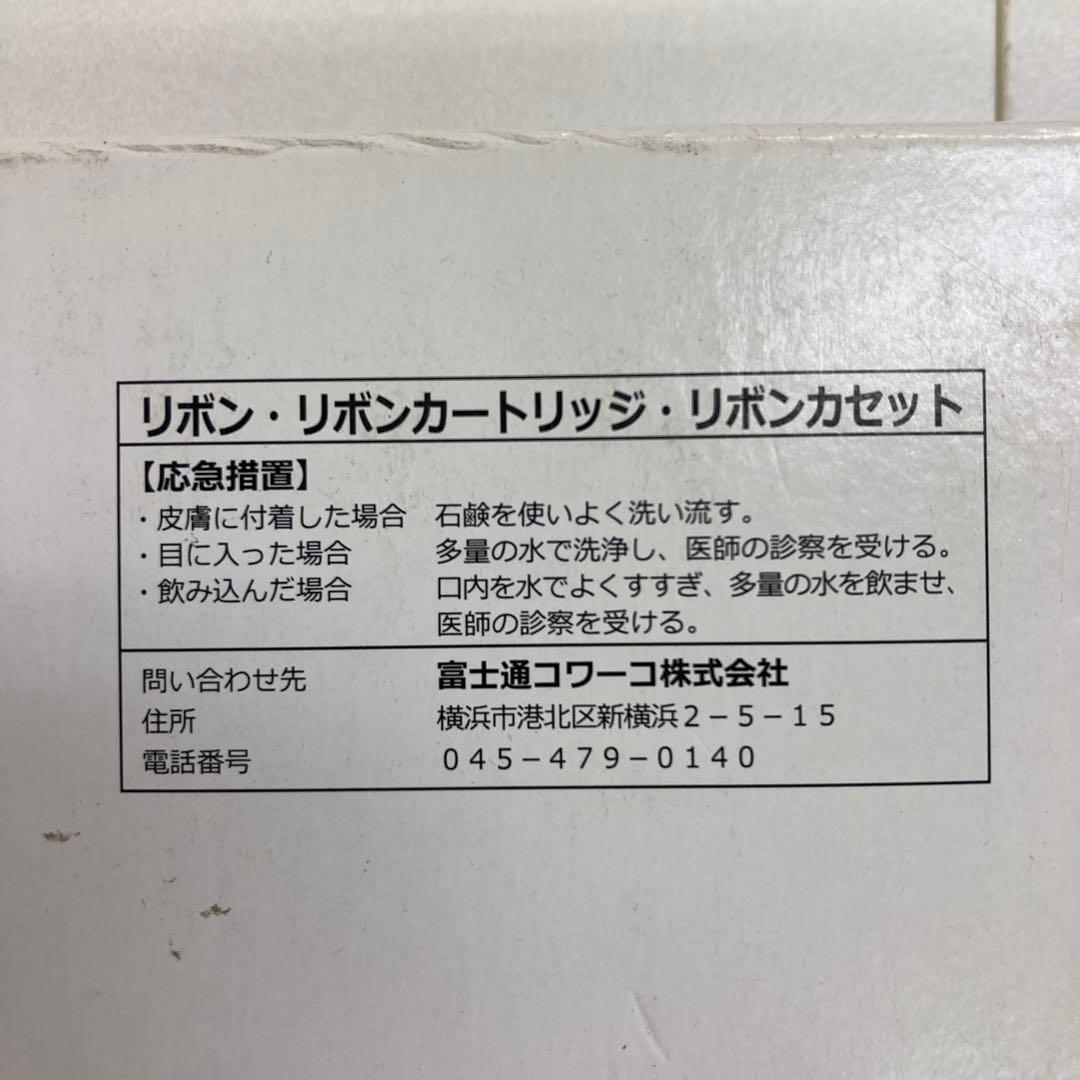 リボン・リボンカートリッジ・リボンカセット
【応急措置】
・皮膚に付着した場合 石鹸を使いよく洗い流す。
・目に入った場合 多量の水で洗浄し、医師の診察を受ける。
・飲み込んだ場合 口内を水でよくすすぎ、多量の水を飲ませ、
医師の診察を受ける。
問い合わせ先 富士通コワーコ株式会社
住所 横浜市港北区新横浜２－５－１５
電話番号 ０４５－４７９－０１４０